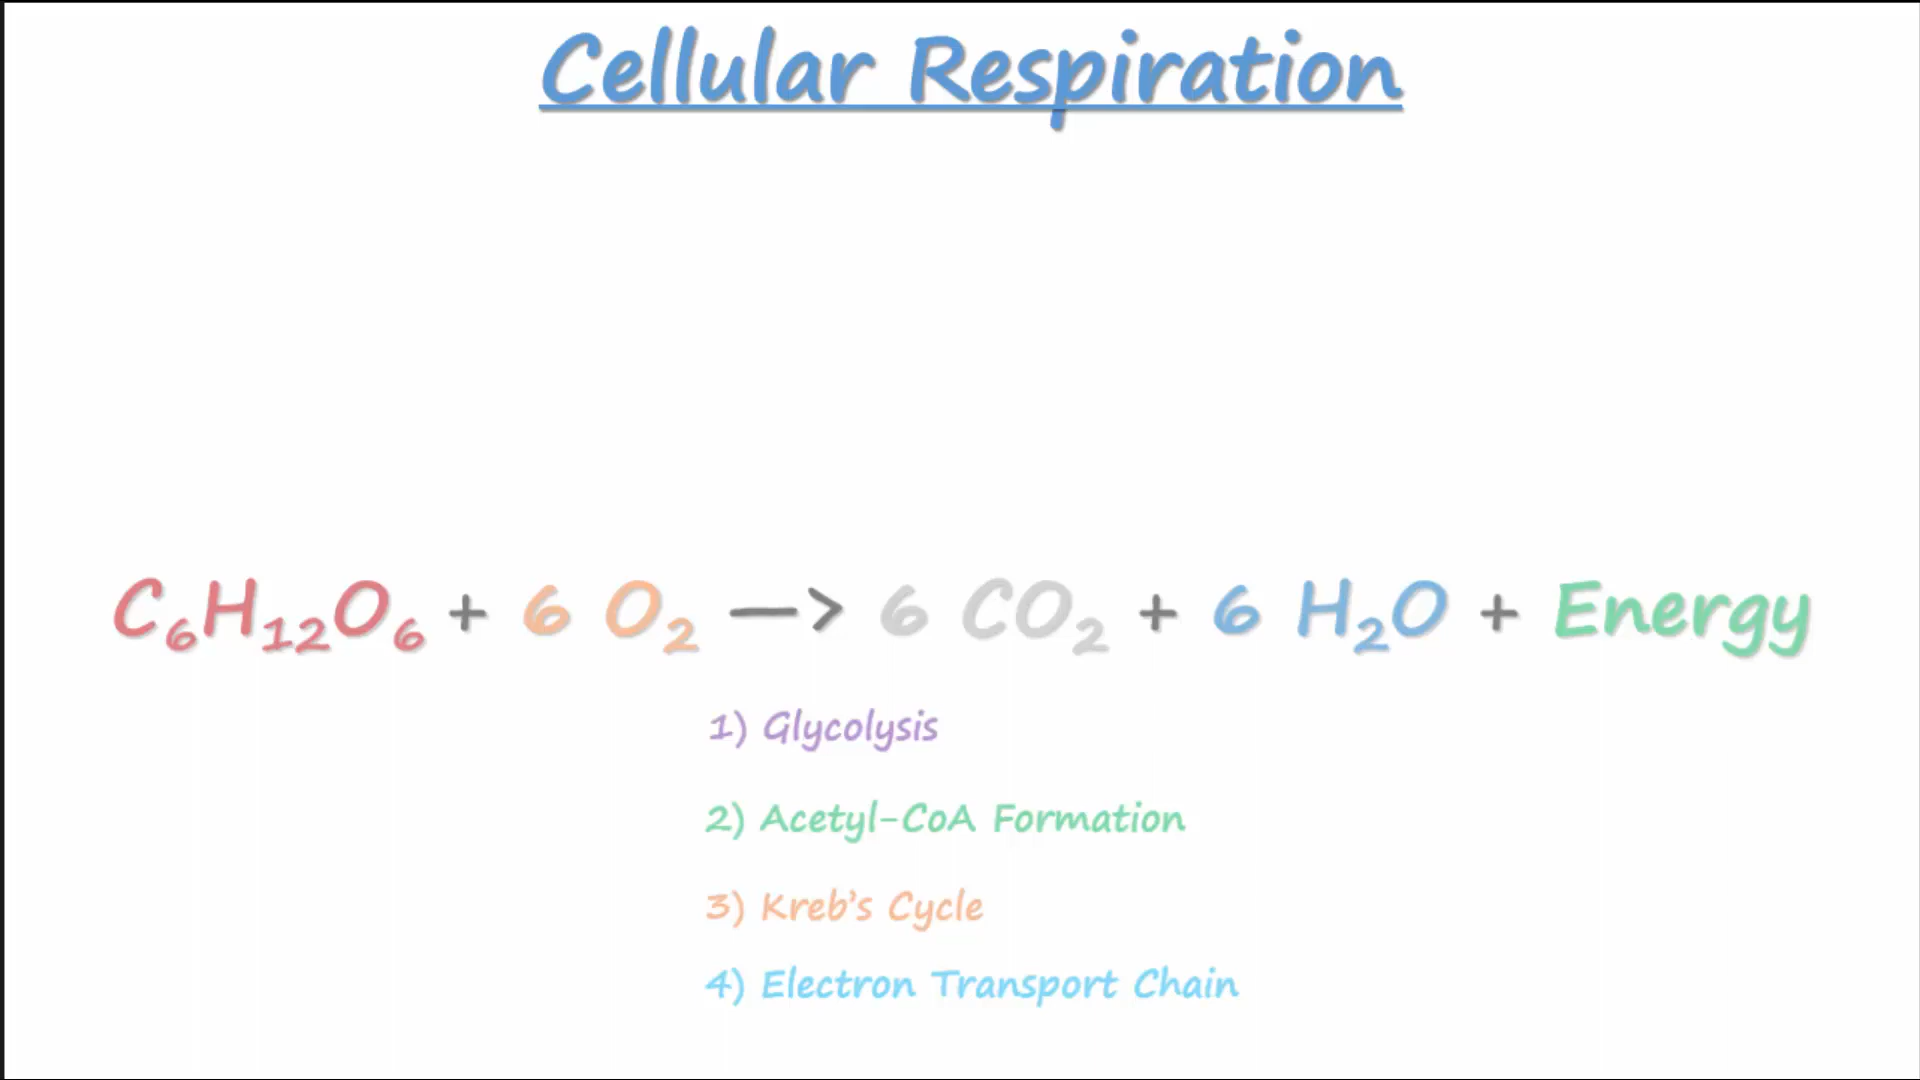 Cellular Respiration
C₆H₁₂O₆ + 6 O₂ —> 6 CO₂ + 6 H₂O + Energy
1) Glycolysis
2) Acetyl-CoA Formation
3) Kreb's Cycle
4) Electron Transport Chain